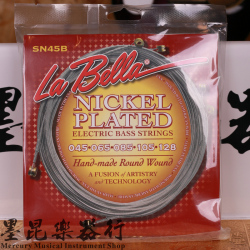 SN45B
La Bella
NICKEL
PLATED
ELECTRIC BASS STRINGS
045•065•085•105•128
Hand-made Round Wound
A FUSION OF ARTISTRY
AND TECHNOLOGY
墨昆樂器行
Mercury Musical Instrument Shop